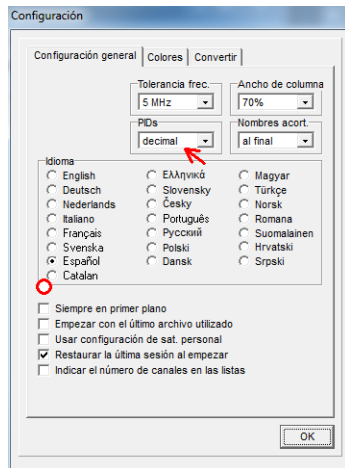 Configuración
Configuración general Colores Convertir
Tolerancia frec. Ancho de columna
5 MHz 70%
PIDs Nombres acort.
decimal al final
Idioma
English Ελληνικά Magyar
Deutsch Slovensky Türkçe
Nederlands Česky Norsk
Italiano Português Romana
Français Русский Suomalainen
Svenska Polski Hrvatski
Español Dansk Srpski
Catalan
Siempre en primer plano
Empezar con el último archivo utilizado
Usar configuración de sat. personal
Restaurar la última sesión al empezar
Indicar el número de canales en las listas
OK